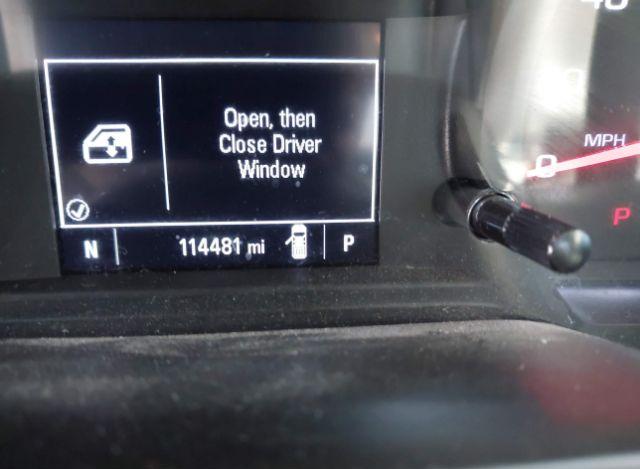 Open, then
Close Driver
Window
N 114481 mi P
MPH
0
P